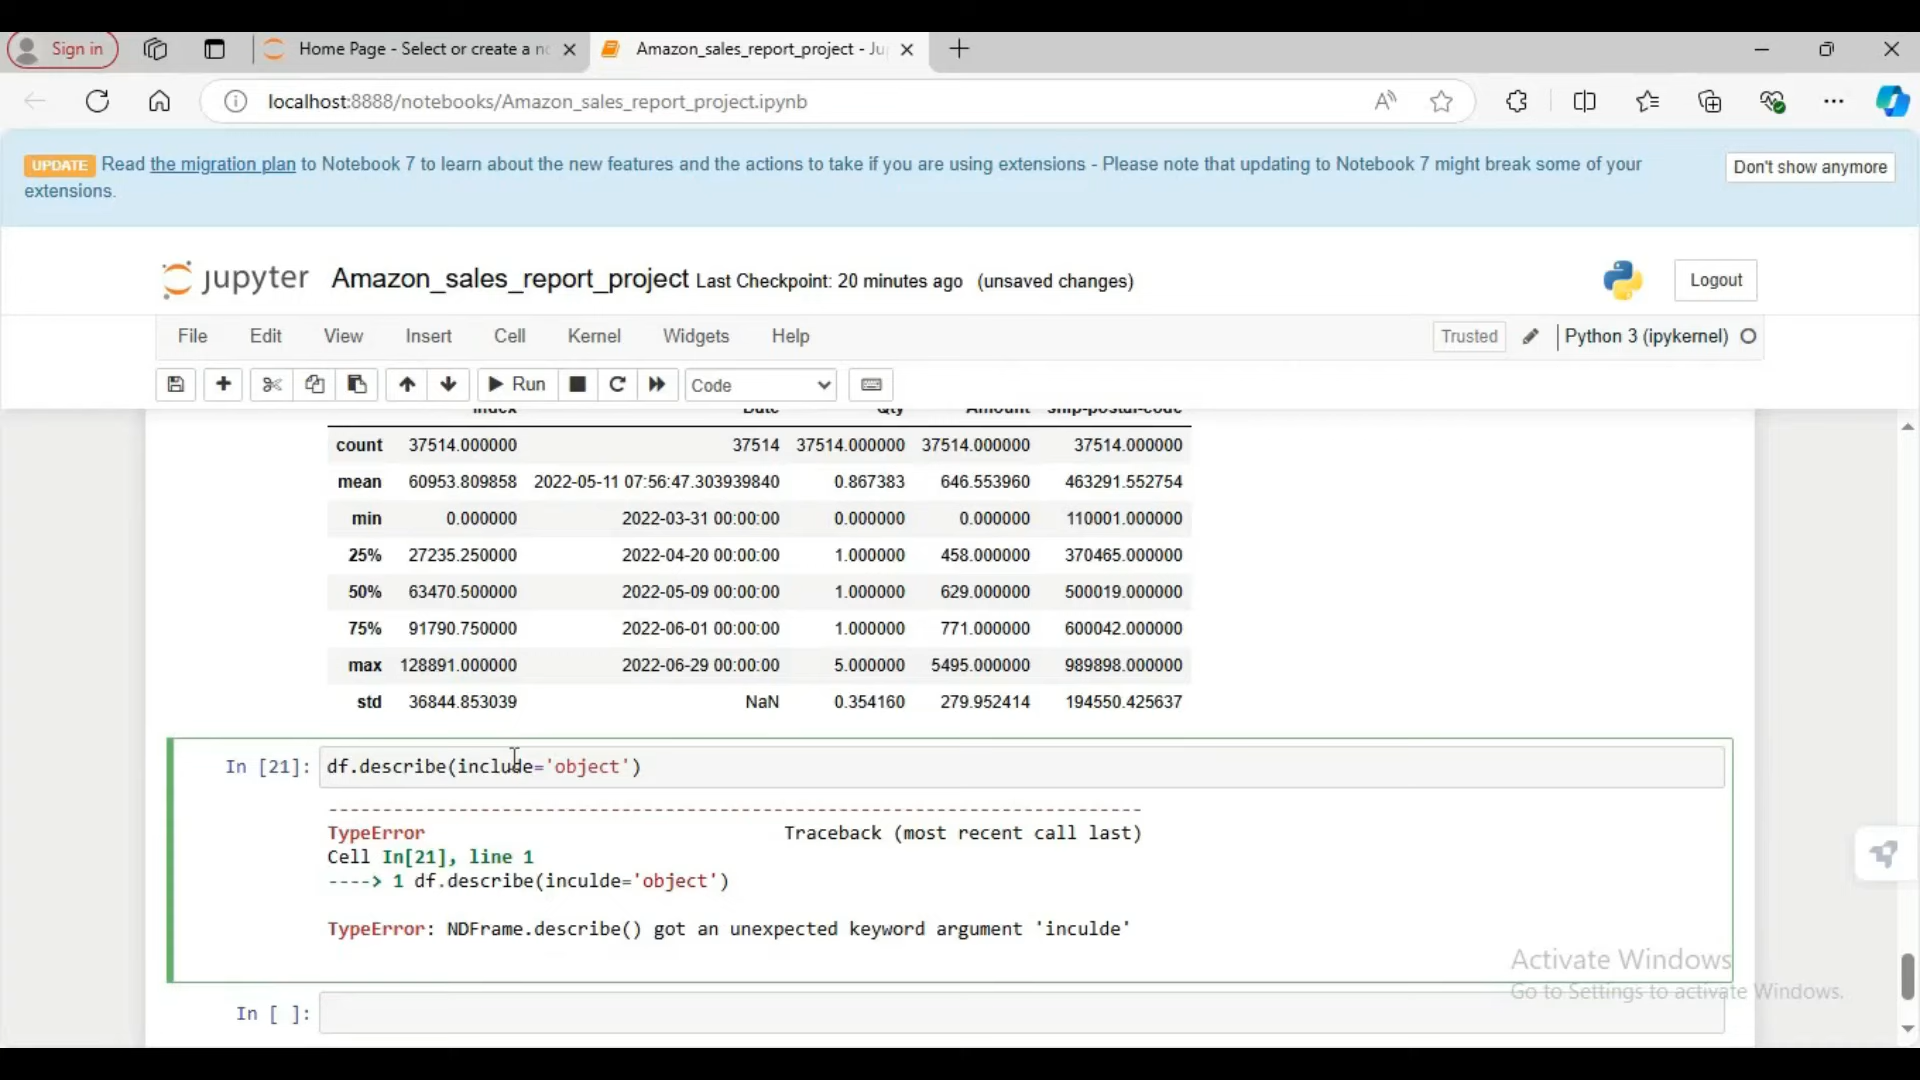 Sign in
Home Page - Select or create a no
Amazon_sales_report_project - Ju
localhost:8888/notebooks/Amazon_sales_report_project.ipynb
UPDATE Read the migration plan to Notebook 7 to learn about the new features and the actions to take if you are using extensions - Please note that updating to Notebook 7 might break some of your
extensions.
Don't show anymore
jupyter Amazon_sales_report_project Last Checkpoint: 20 minutes ago (unsaved changes)
Logout
File Edit View Insert Cell Kernel Widgets Help
Trusted
Python 3 (ipykernel)
Run
Code
index Date Qty Amount ship-postal-code
count 37514.000000 37514 37514.000000 37514.000000 37514.000000
mean 60953.809858 2022-05-11 07:56:47.303939840 0.867383 646.553960 463291.552754
min 0.000000 2022-03-31 00:00:00 0.000000 0.000000 110001.000000
25% 27235.250000 2022-04-20 00:00:00 1.000000 458.000000 370465.000000
50% 63470.500000 2022-05-09 00:00:00 1.000000 629.000000 500019.000000
75% 91790.750000 2022-06-01 00:00:00 1.000000 771.000000 600042.000000
max 128891.000000 2022-06-29 00:00:00 5.000000 5495.000000 989898.000000
std 36844.853039 NaN 0.354160 279.952414 194550.425637
In [21]: df.describe(include='object')
---------------------------------------------------------------------------
TypeError Traceback (most recent call last)
Cell In[21], line 1
----> 1 df.describe(inculde='object')
TypeError: NDFrame.describe() got an unexpected keyword argument 'inculde'
Activate Windows
Go to Settings to activate Windows.
In [ ]: